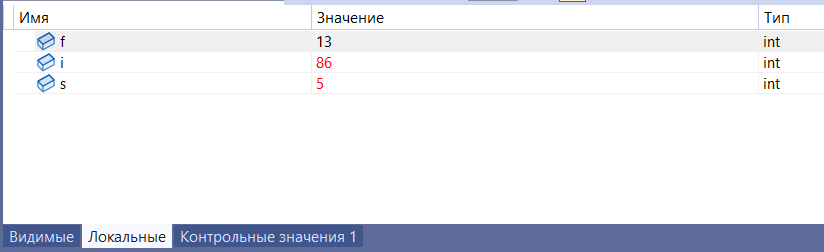 Имя Значение Тип
f 13 int
i 86 int
s 5 int
Видимые Локальные Контрольные значения 1